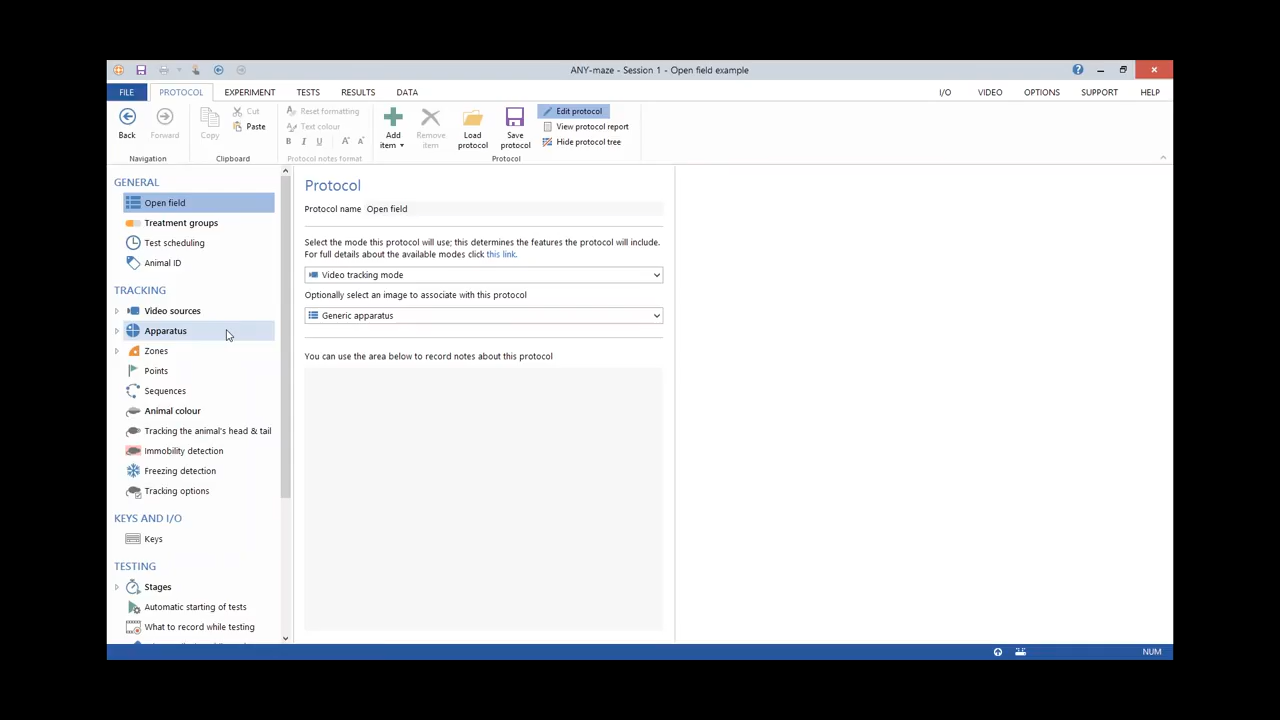 ANY-maze - Session 1 - Open field example
FILE PROTOCOL EXPERIMENT TESTS RESULTS DATA I/O VIDEO OPTIONS SUPPORT HELP
Back
Forward
Navigation
Copy
Cut
Paste
Clipboard
Reset formatting
Text colour
B I U A A
Protocol notes format
Add item
Remove item
Load protocol
Save protocol
Edit protocol
View protocol report
Hide protocol tree
Protocol
GENERAL
Open field
Treatment groups
Test scheduling
Animal ID
TRACKING
Video sources
Apparatus
Zones
Points
Sequences
Animal colour
Tracking the animal's head & tail
Immobility detection
Freezing detection
Tracking options
KEYS AND I/O
Keys
TESTING
Stages
Automatic starting of tests
What to record while testing
Protocol
Protocol name Open field
Select the mode this protocol will use; this determines the features the protocol will include.
For full details about the available modes click this link.
Video tracking mode
Optionally select an image to associate with this protocol
Generic apparatus
You can use the area below to record notes about this protocol
NUM